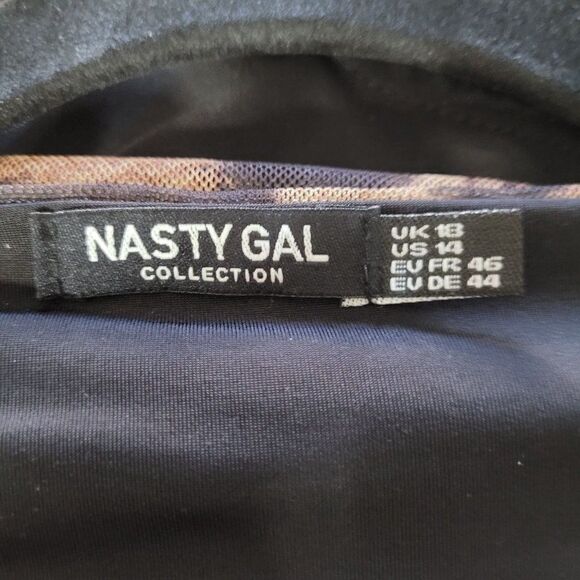 NASTY GAL
COLLECTION
UK 18
US 14
EU FR 46
EU DE 44